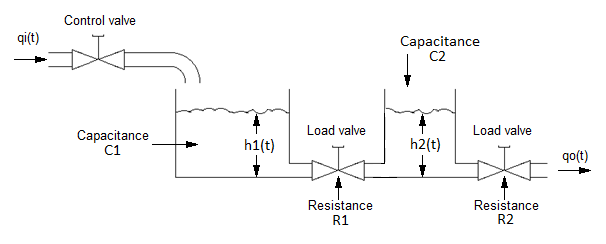 Control valve
qi(t)
Capacitance
C2
Capacitance
C1
h1(t)
Load valve
h2(t)
Load valve
qo(t)
Resistance
R1
Resistance
R2